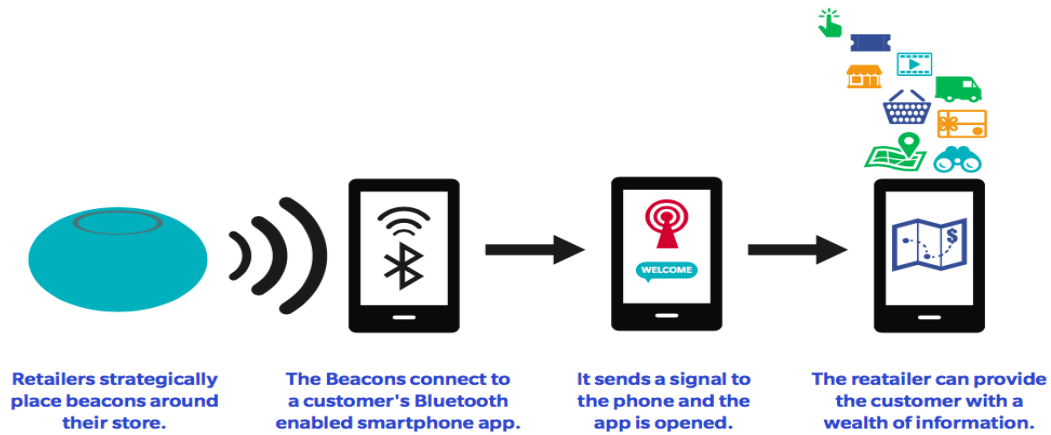 WELCOME
$
Retailers strategically
place beacons around
their store.
The Beacons connect to
a customer's Bluetooth
enabled smartphone app.
It sends a signal to
the phone and the
app is opened.
The reatailer can provide
the customer with a
wealth of information.